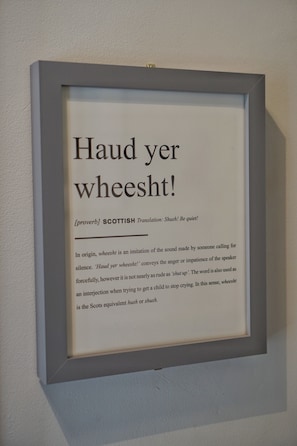 Haud yer
wheesht!
[proverb] SCOTTISH Translation: Shush! Be quiet!
In origin, wheesht is an imitation of the sound made by someone calling for
silence. 'Haud yer wheesht!' conveys the anger or impatience of the speaker
forcefully, however it is not nearly as rude as 'shut up'. The word is also used as
an interjection when trying to get a child to stop crying. In this sense, wheesht
is the Scots equivalent hush or shush.